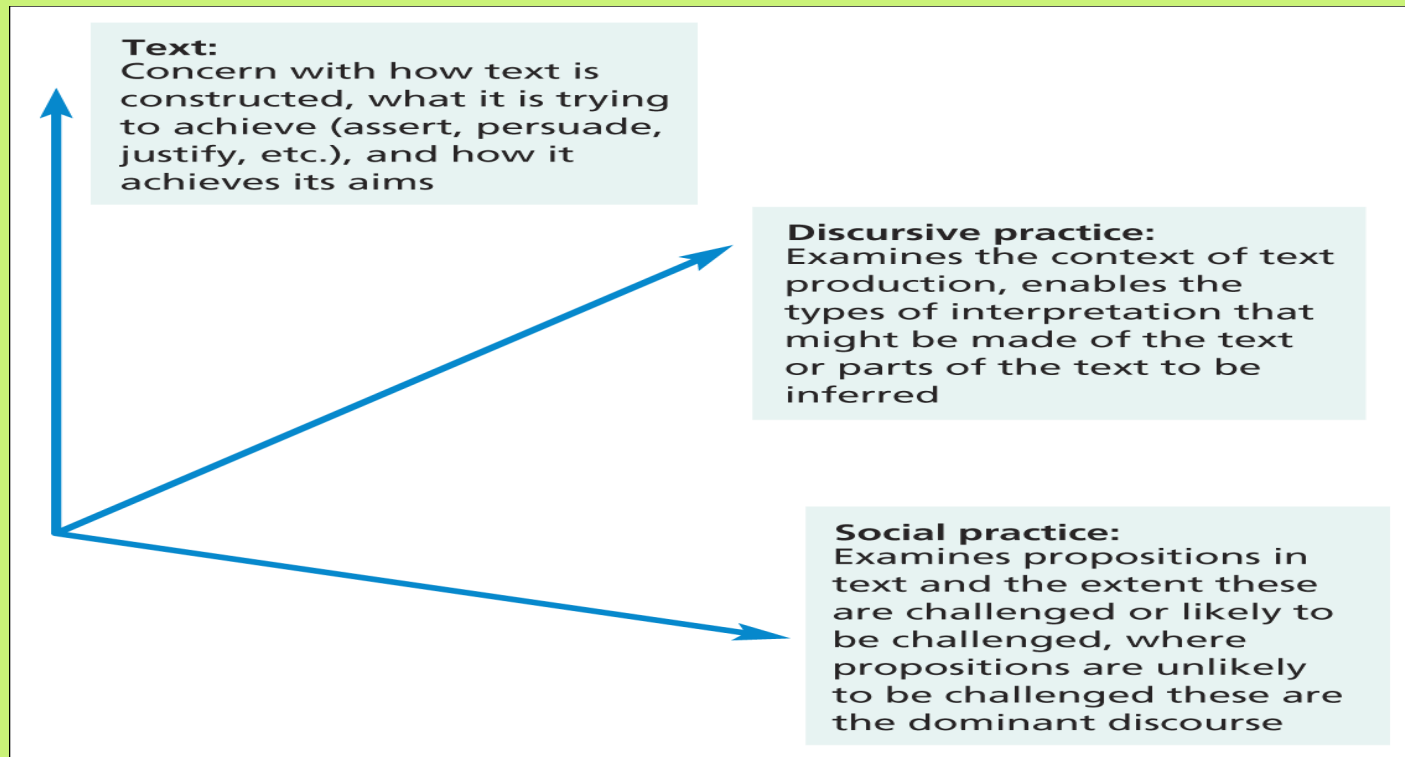 Text:
Concern with how text is
constructed, what it is trying
to achieve (assert, persuade,
justify, etc.), and how it
achieves its aims
Discursive practice:
Examines the context of text
production, enables the
types of interpretation that
might be made of the text
or parts of the text to be
inferred
Social practice:
Examines propositions in
text and the extent these
are challenged or likely to
be challenged, where
propositions are unlikely
to be challenged these are
the dominant discourse